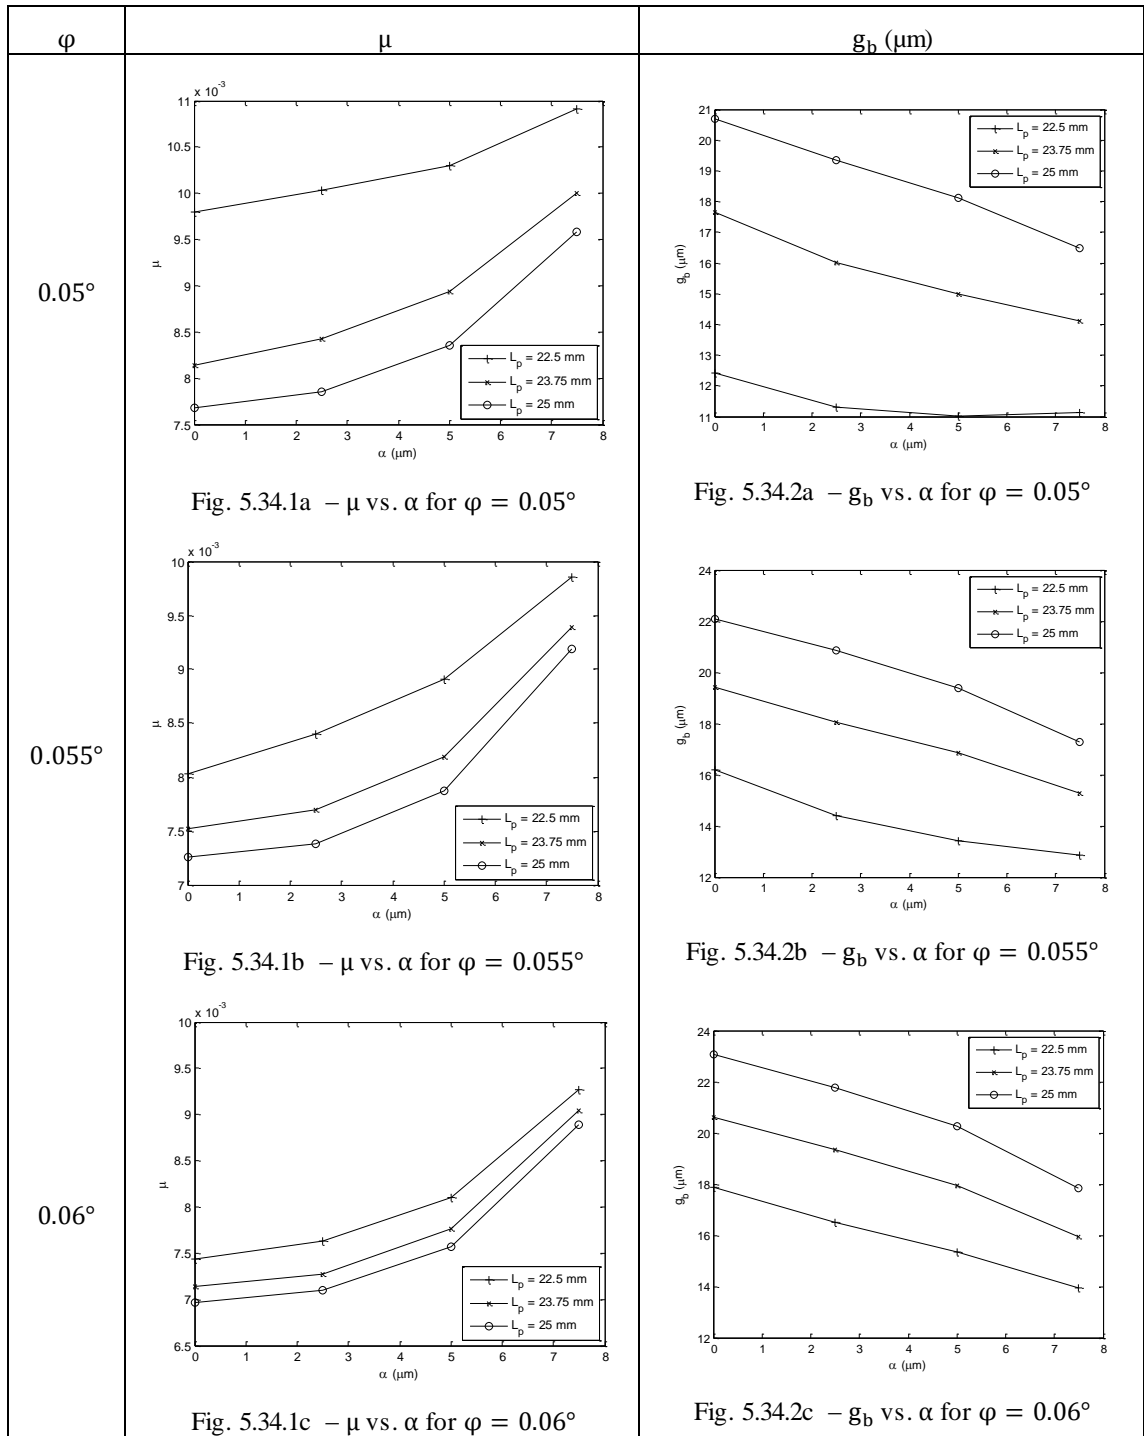 φ μ g_b (μm)
0.05°
x 10^-3
11
10.5
10
9.5
9
8.5
8
7.5
μ
0 1 2 3 4 5 6 7 8
α (μm)
L_p = 22.5 mm
L_p = 23.75 mm
L_p = 25 mm
Fig. 5.34.1a – μ vs. α for φ = 0.05°
21
20
19
18
17
16
15
14
13
12
11
g_b (μm)
0 1 2 3 4 5 6 7 8
α (μm)
L_p = 22.5 mm
L_p = 23.75 mm
L_p = 25 mm
Fig. 5.34.2a – g_b vs. α for φ = 0.05°
0.055°
x 10^-3
10
9.5
9
8.5
8
7.5
7
μ
0 1 2 3 4 5 6 7 8
α (μm)
L_p = 22.5 mm
L_p = 23.75 mm
L_p = 25 mm
Fig. 5.34.1b – μ vs. α for φ = 0.055°
24
22
20
18
16
14
12
g_b (μm)
0 1 2 3 4 5 6 7 8
α (μm)
L_p = 22.5 mm
L_p = 23.75 mm
L_p = 25 mm
Fig. 5.34.2b – g_b vs. α for φ = 0.055°
0.06°
x 10^-3
10
9.5
9
8.5
8
7.5
7
6.5
μ
0 1 2 3 4 5 6 7 8
α (μm)
L_p = 22.5 mm
L_p = 23.75 mm
L_p = 25 mm
Fig. 5.34.1c – μ vs. α for φ = 0.06°
24
22
20
18
16
14
12
g_b (μm)
0 1 2 3 4 5 6 7 8
α (μm)
L_p = 22.5 mm
L_p = 23.75 mm
L_p = 25 mm
Fig. 5.34.2c – g_b vs. α for φ = 0.06°